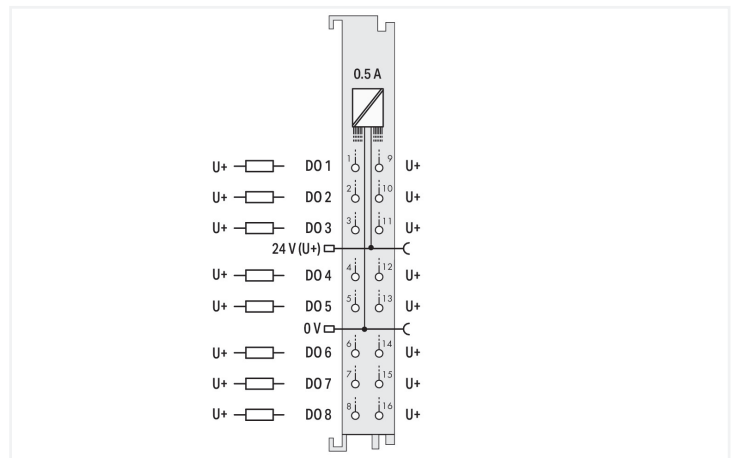 0.5 A
U+ DO 1 1 9 U+
U+ DO 2 2 10 U+
U+ DO 3 3 11 U+
24 V (U+)
U+ DO 4 4 12 U+
U+ DO 5 5 13 U+
0 V
U+ DO 6 6 14 U+
U+ DO 7 7 15 U+
U+ DO 8 8 16 U+